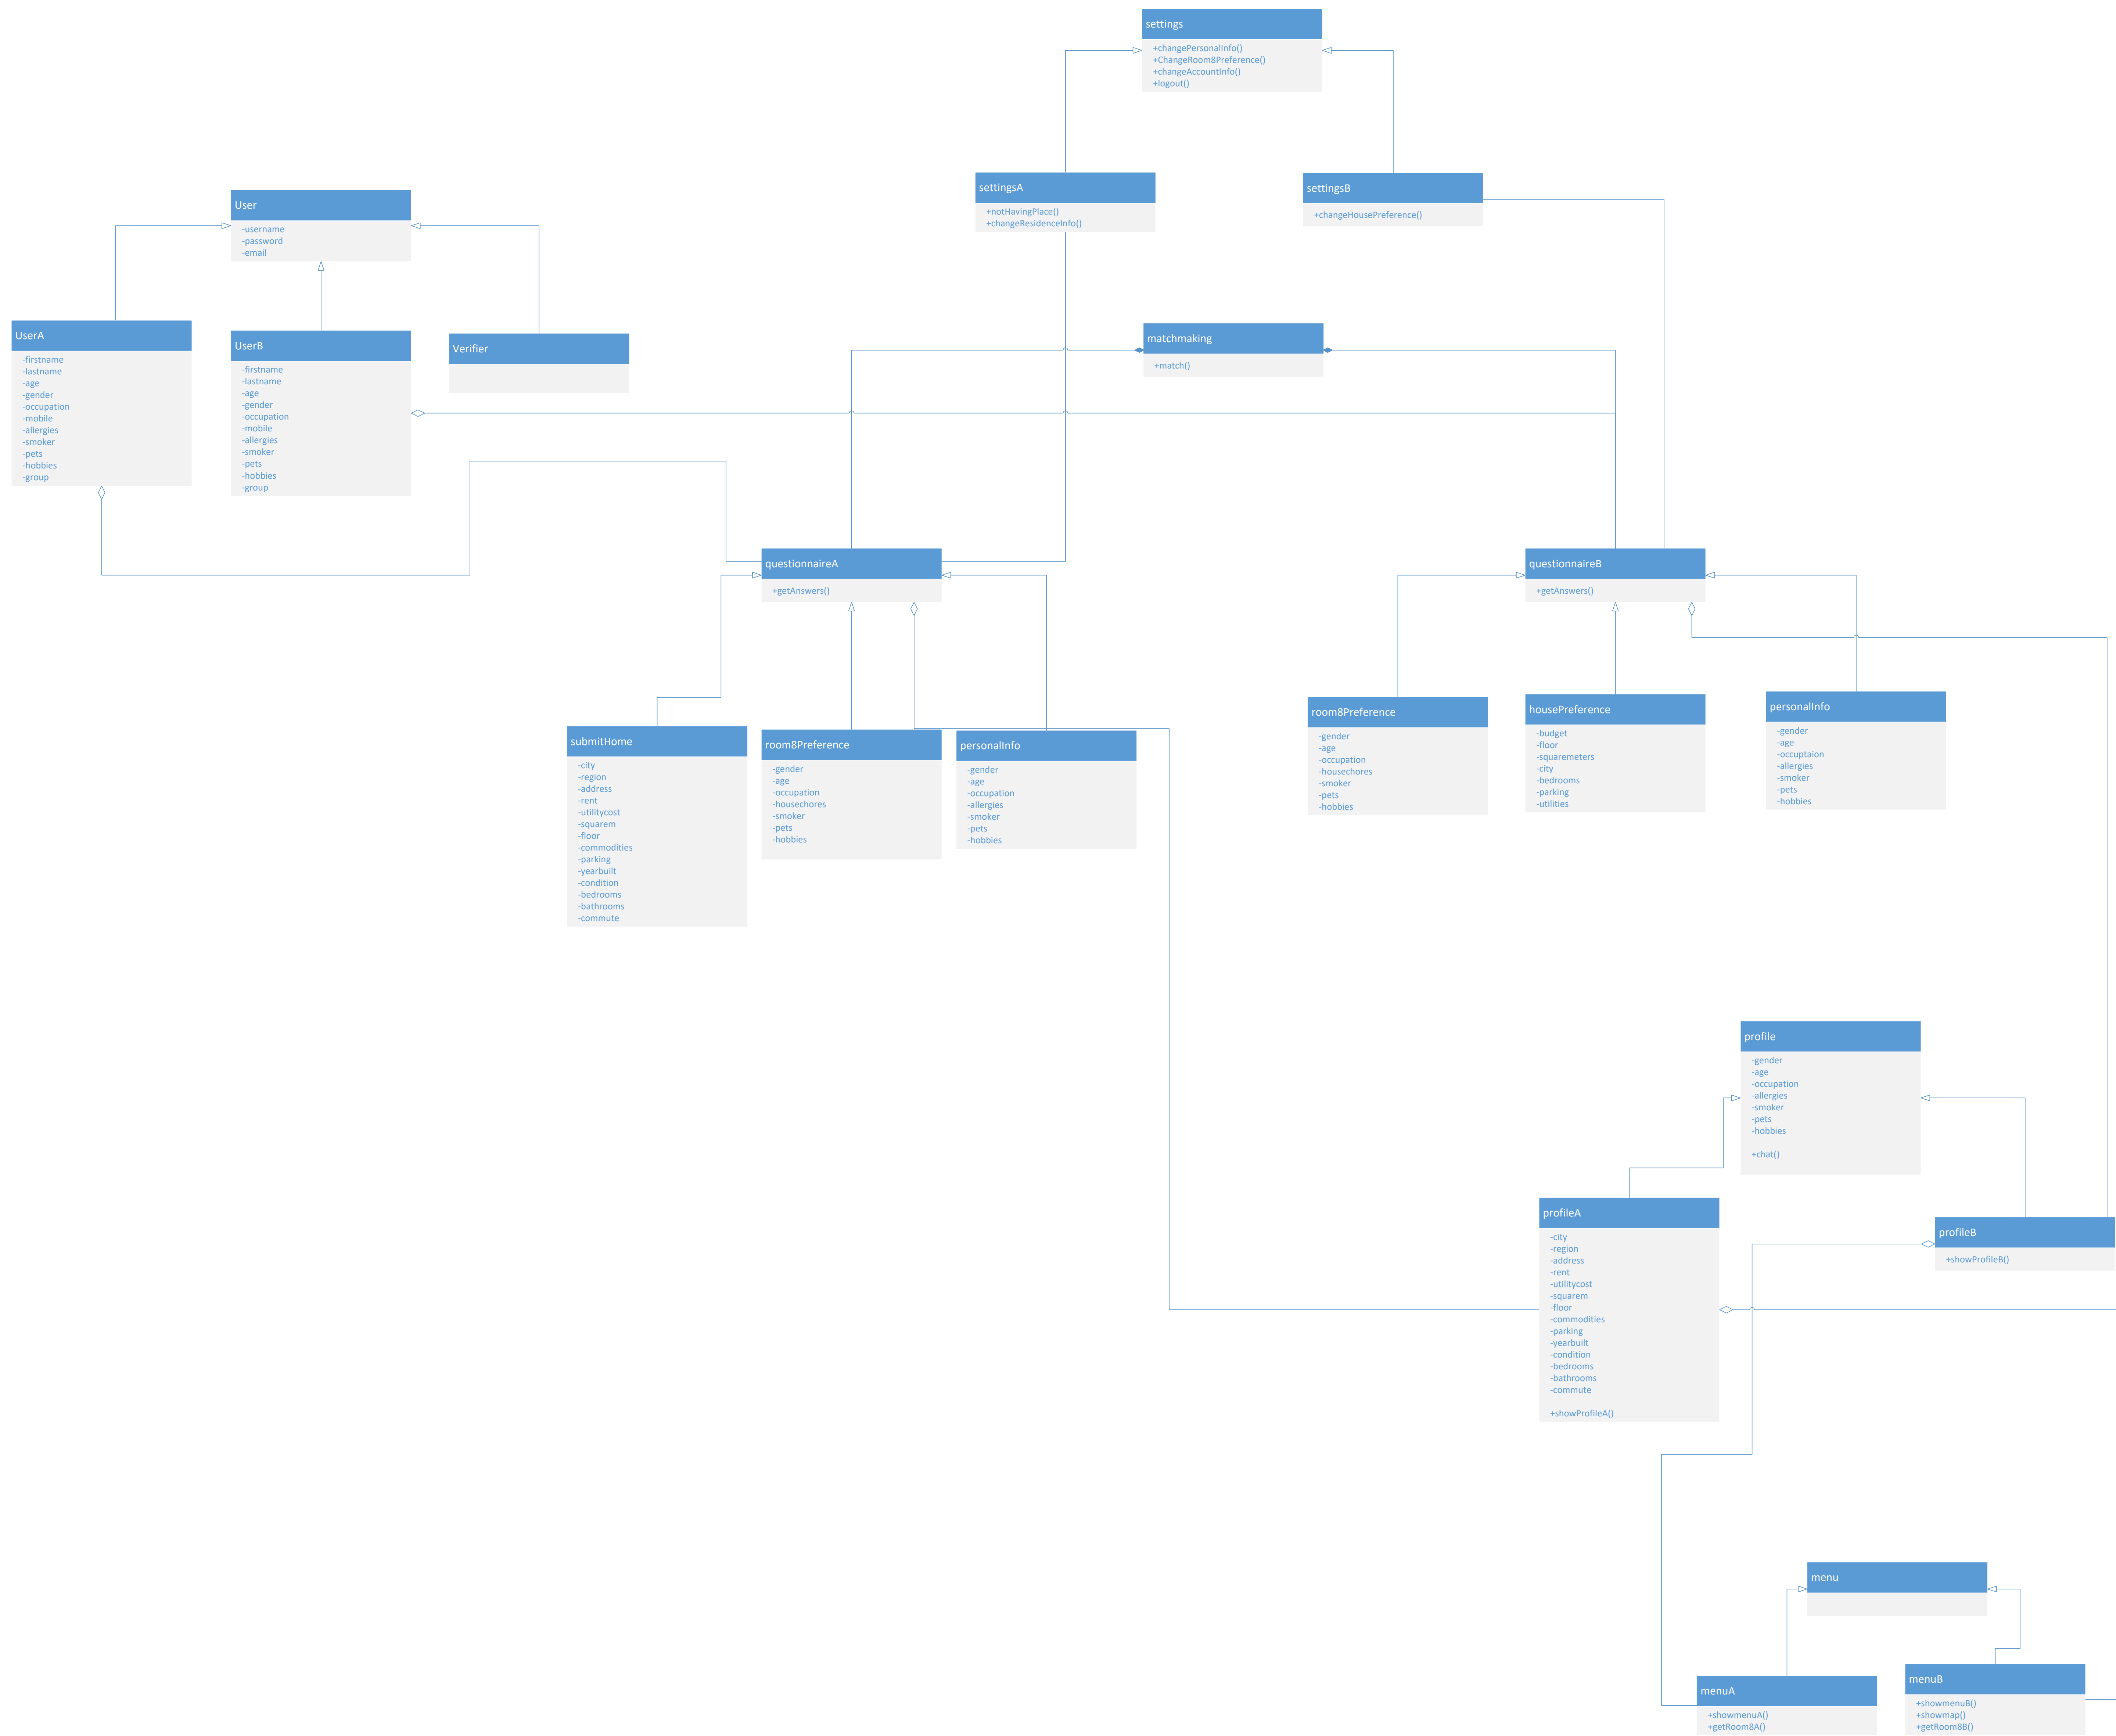 settings
+changePersonalInfo()
+ChangeRoom8Preference()
+changeAccountInfo()
+logout()
settingsA
+notHavingPlace()
+changeResidenceInfo()
settingsB
+changeHousePreference()
User
-username
-password
-email
UserA
-firstname
-lastname
-age
-gender
-occupation
-mobile
-allergies
-smoker
-pets
-hobbies
-group
UserB
-firstname
-lastname
-age
-gender
-occupation
-mobile
-allergies
-smoker
-pets
-hobbies
-group
Verifier
matchmaking
+match()
questionnaireA
+getAnswers()
questionnaireB
+getAnswers()
submitHome
-city
-region
-address
-rent
-utilitycost
-squarem
-floor
-commodities
-parking
-yearbuilt
-condition
-bedrooms
-bathrooms
-commute
room8Preference
-gender
-age
-occupation
-housechores
-smoker
-pets
-hobbies
personalInfo
-gender
-age
-occupation
-allergies
-smoker
-pets
-hobbies
room8Preference
-gender
-age
-occupation
-housechores
-smoker
-pets
-hobbies
housePreference
-budget
-floor
-squaremeters
-city
-bedrooms
-parking
-utilities
personalInfo
-gender
-age
-occuptaion
-allergies
-smoker
-pets
-hobbies
profile
-gender
-age
-occupation
-allergies
-smoker
-pets
-hobbies
+chat()
profileA
-city
-region
-address
-rent
-utilitycost
-squarem
-floor
-commodities
-parking
-yearbuilt
-condition
-bedrooms
-bathrooms
-commute
+showProfileA()
profileB
+showProfileB()
menu
menuA
+showmenuA()
+getRoom8A()
menuB
+showmenuB()
+showmap()
+getRoom8B()